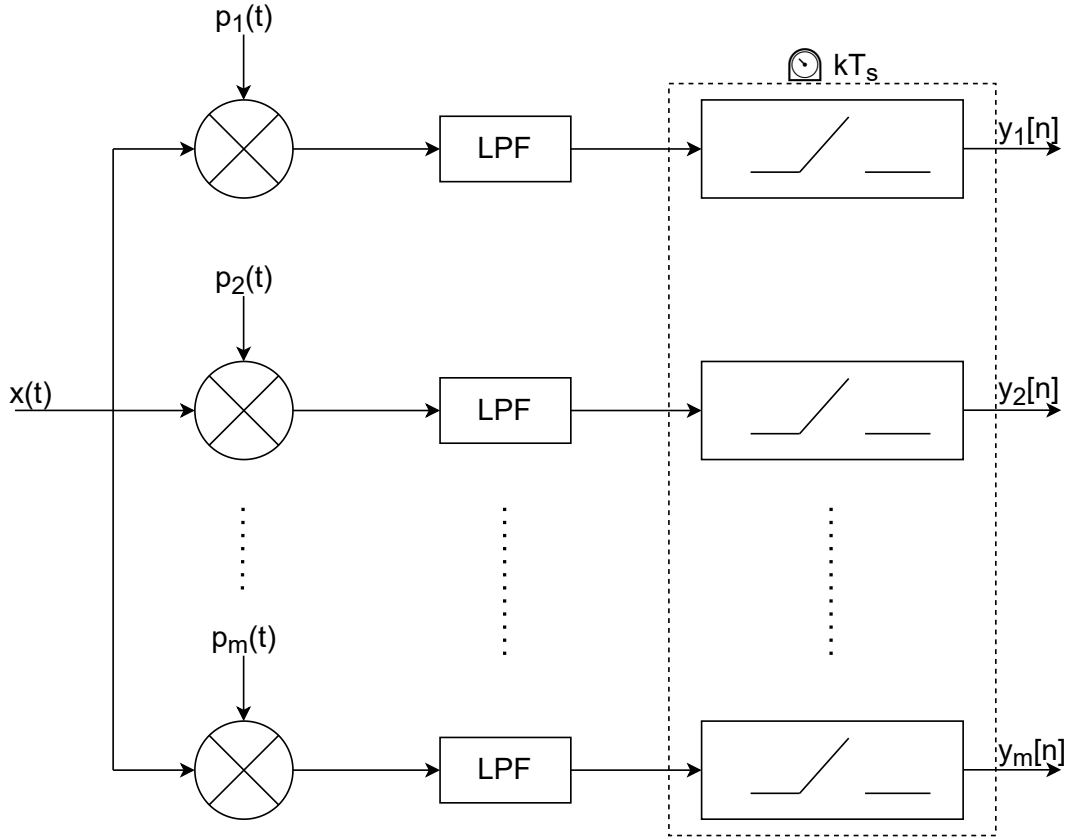 p₁(t)
kTₛ
LPF
y₁[n]
p₂(t)
x(t)
LPF
y₂[n]
pₘ(t)
LPF
yₘ[n]